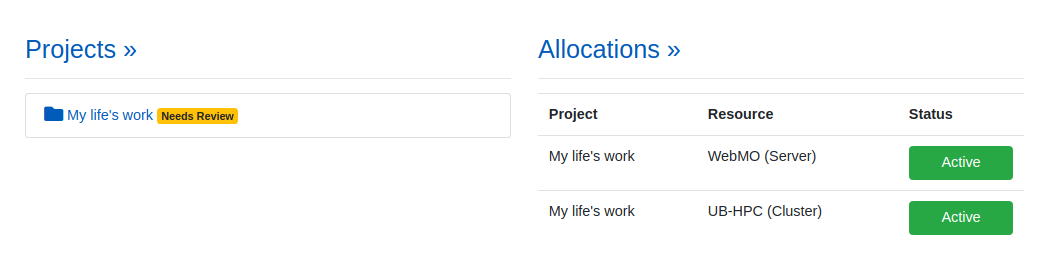 Projects »
My life's work Needs Review
Allocations »
Project Resource Status
My life's work WebMO (Server) Active
My life's work UB-HPC (Cluster) Active